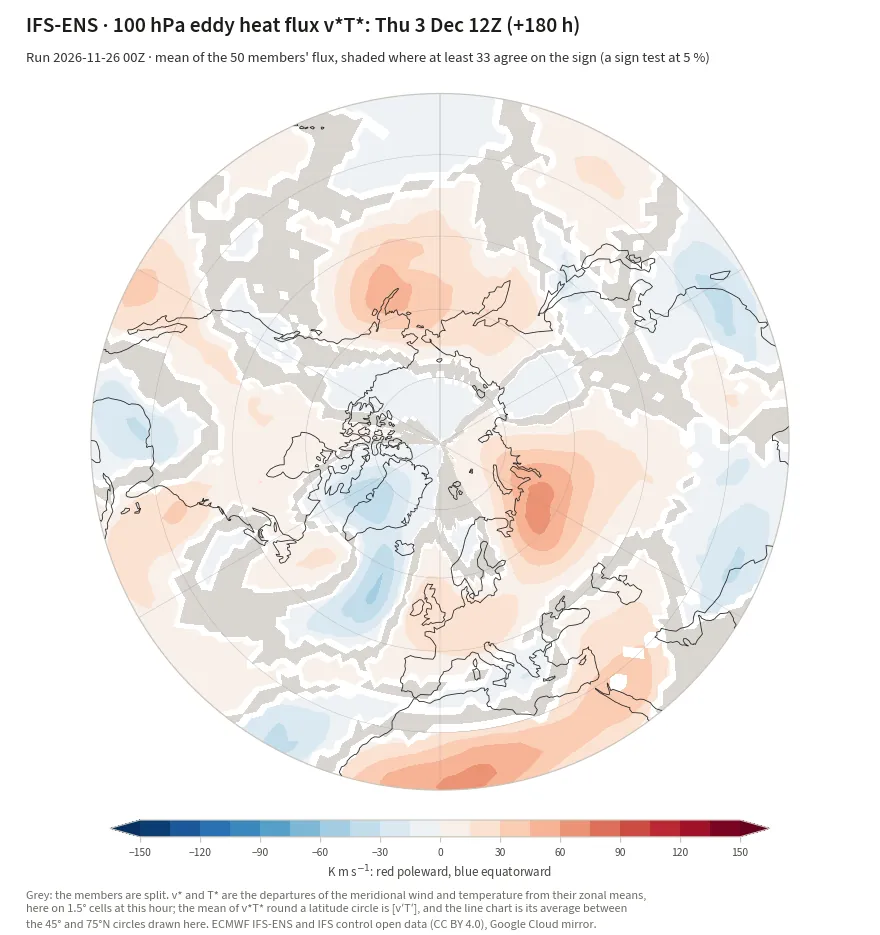 IFS-ENS · 100 hPa eddy heat flux v*T*: Thu 3 Dec 12Z (+180 h)
Run 2026-11-26 00Z · mean of the 50 members' flux, shaded where at least 33 agree on the sign (a sign test at 5 %)
−150 −120 −90 −60 −30 0 30 60 90 120 150
K m s⁻¹: red poleward, blue equatorward
Grey: the members are split. v* and T* are the departures of the meridional wind and temperature from their zonal means,
here on 1.5° cells at this hour; the mean of v*T* round a latitude circle is [v′T′], and the line chart is its average between
the 45° and 75°N circles drawn here. ECMWF IFS-ENS and IFS control open data (CC BY 4.0), Google Cloud mirror.